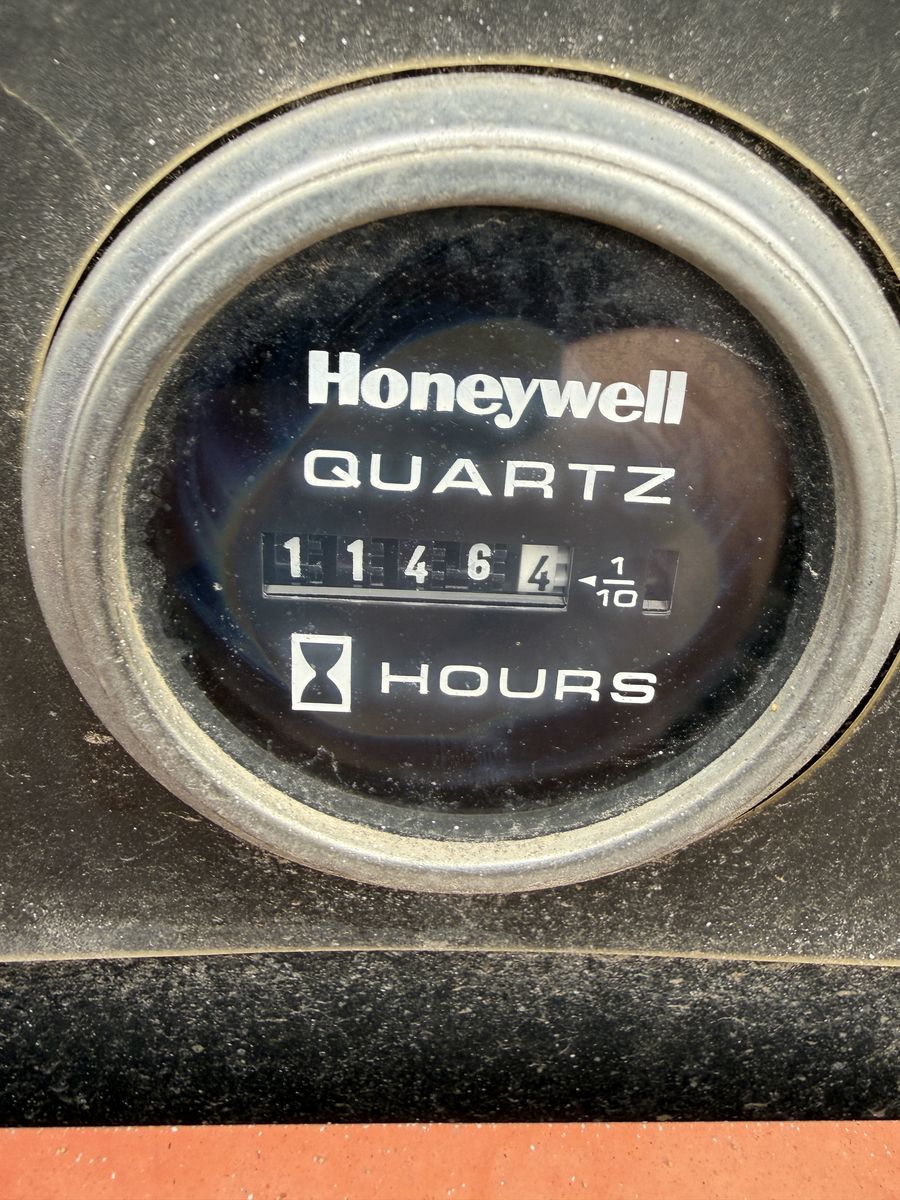 Honeywell
QUARTZ
11464 ◄ 1/10
HOURS